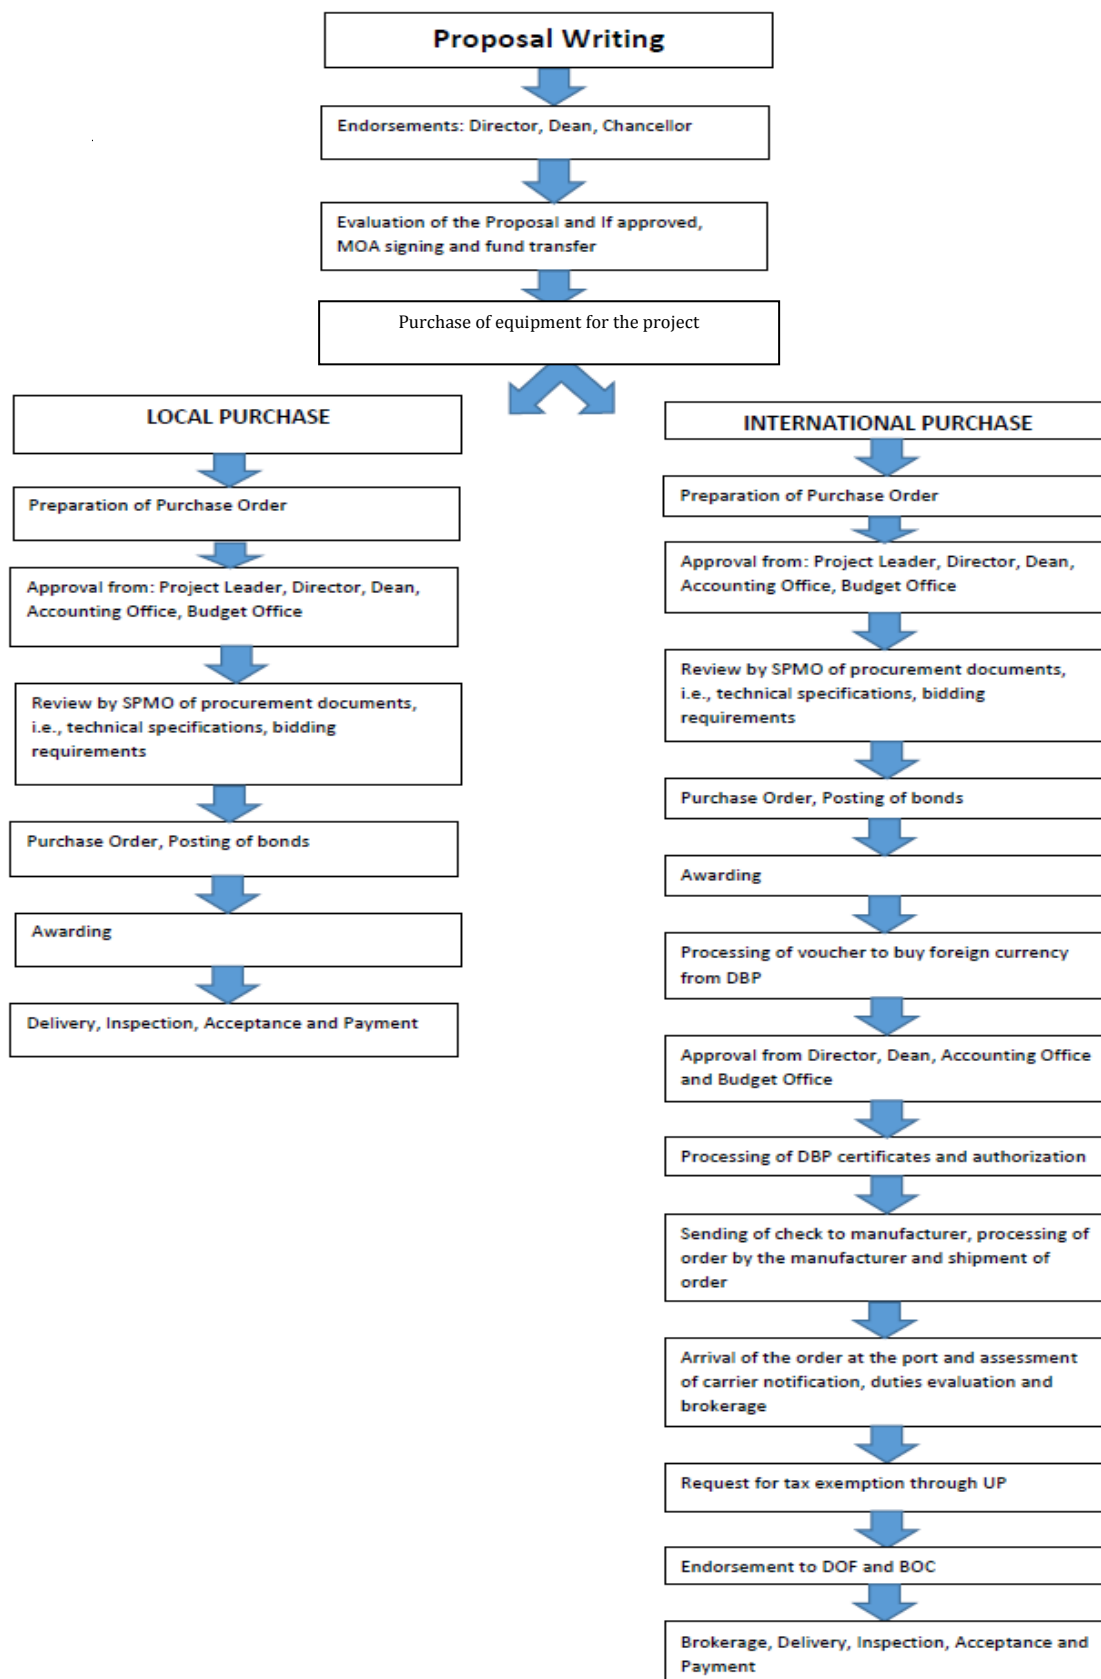 Proposal Writing
Endorsements: Director, Dean, Chancellor
Evaluation of the Proposal and If approved,
MOA signing and fund transfer
Purchase of equipment for the project
LOCAL PURCHASE
Preparation of Purchase Order
Approval from: Project Leader, Director, Dean,
Accounting Office, Budget Office
Review by SPMO of procurement documents,
i.e., technical specifications, bidding
requirements
Purchase Order, Posting of bonds
Awarding
Delivery, Inspection, Acceptance and Payment
INTERNATIONAL PURCHASE
Preparation of Purchase Order
Approval from: Project Leader, Director, Dean,
Accounting Office, Budget Office
Review by SPMO of procurement documents,
i.e., technical specifications, bidding
requirements
Purchase Order, Posting of bonds
Awarding
Processing of voucher to buy foreign currency
from DBP
Approval from Director, Dean, Accounting Office
and Budget Office
Processing of DBP certificates and authorization
Sending of check to manufacturer, processing of
order by the manufacturer and shipment of
order
Arrival of the order at the port and assessment
of carrier notification, duties evaluation and
brokerage
Request for tax exemption through UP
Endorsement to DOF and BOC
Brokerage, Delivery, Inspection, Acceptance and
Payment